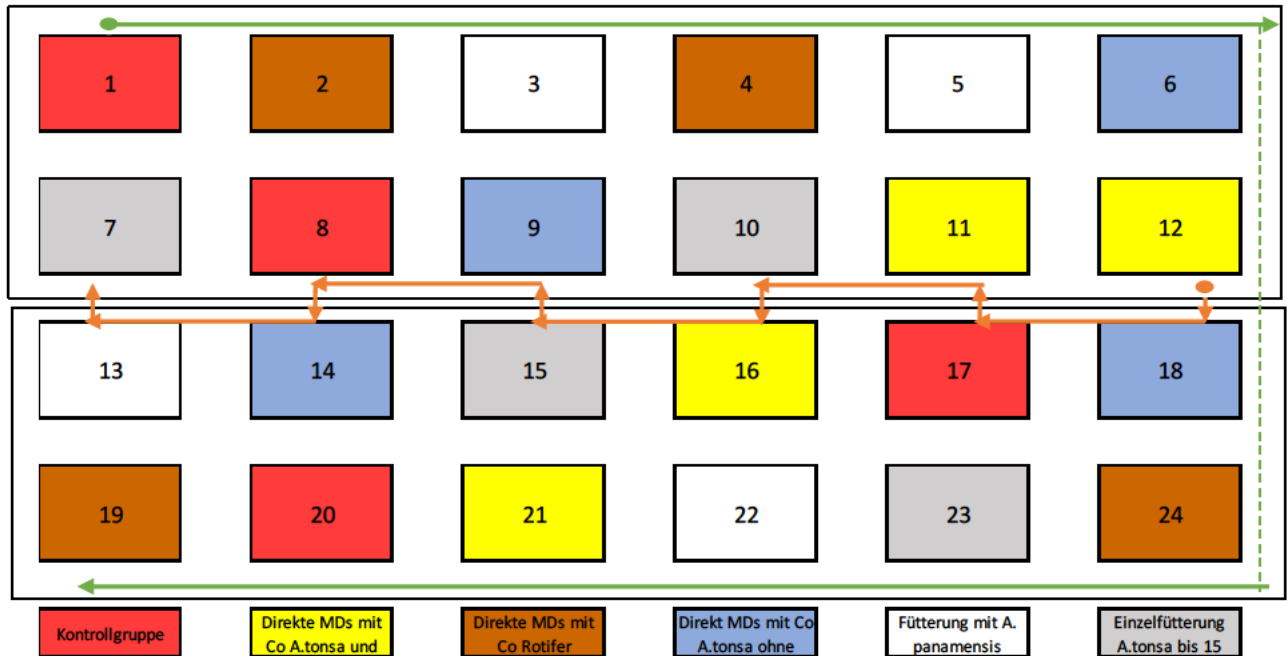 1 2 3 4 5 6
7 8 9 10 11 12
13 14 15 16 17 18
19 20 21 22 23 24
Kontrollgruppe
Direkte MDs mit
Co A.tonsa und
Direkte MDs mit
Co Rotifer
Direkt MDs mit Co
A.tonsa ohne
Fütterung mit A.
panamensis
Einzelfütterung
A.tonsa bis 15